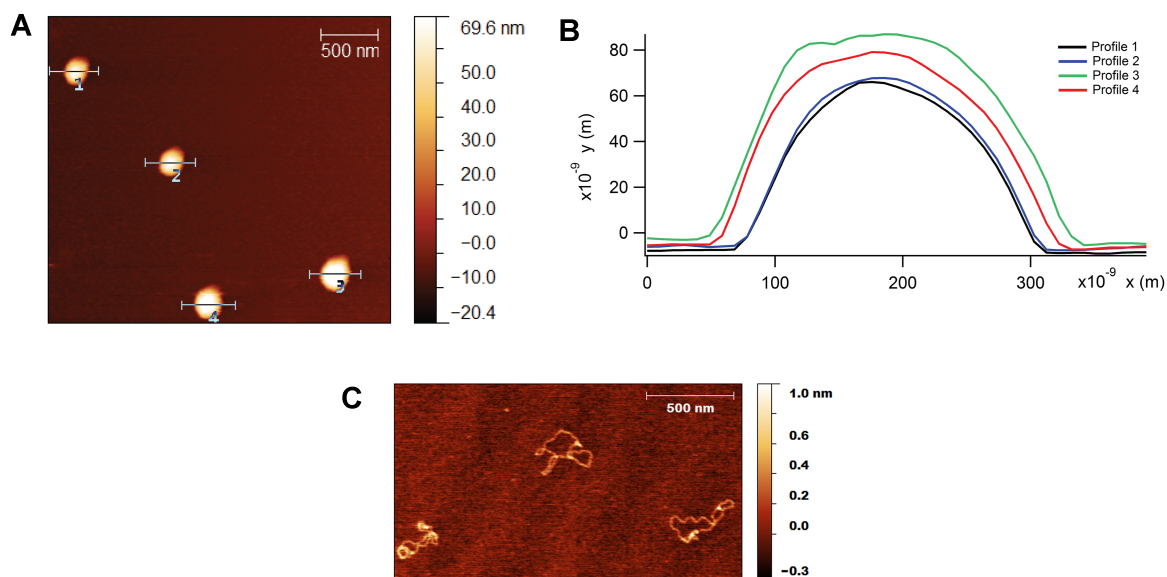 A
500 nm
1
2
3
4
69.6 nm
50.0
40.0
30.0
20.0
10.0
−0.0
−10.0
−20.4
B
x10⁻⁹ y (m)
80
60
40
20
0
0
100
200
300
x10⁻⁹ x (m)
Profile 1
Profile 2
Profile 3
Profile 4
C
500 nm
1.0 nm
0.6
0.4
0.2
0.0
−0.3